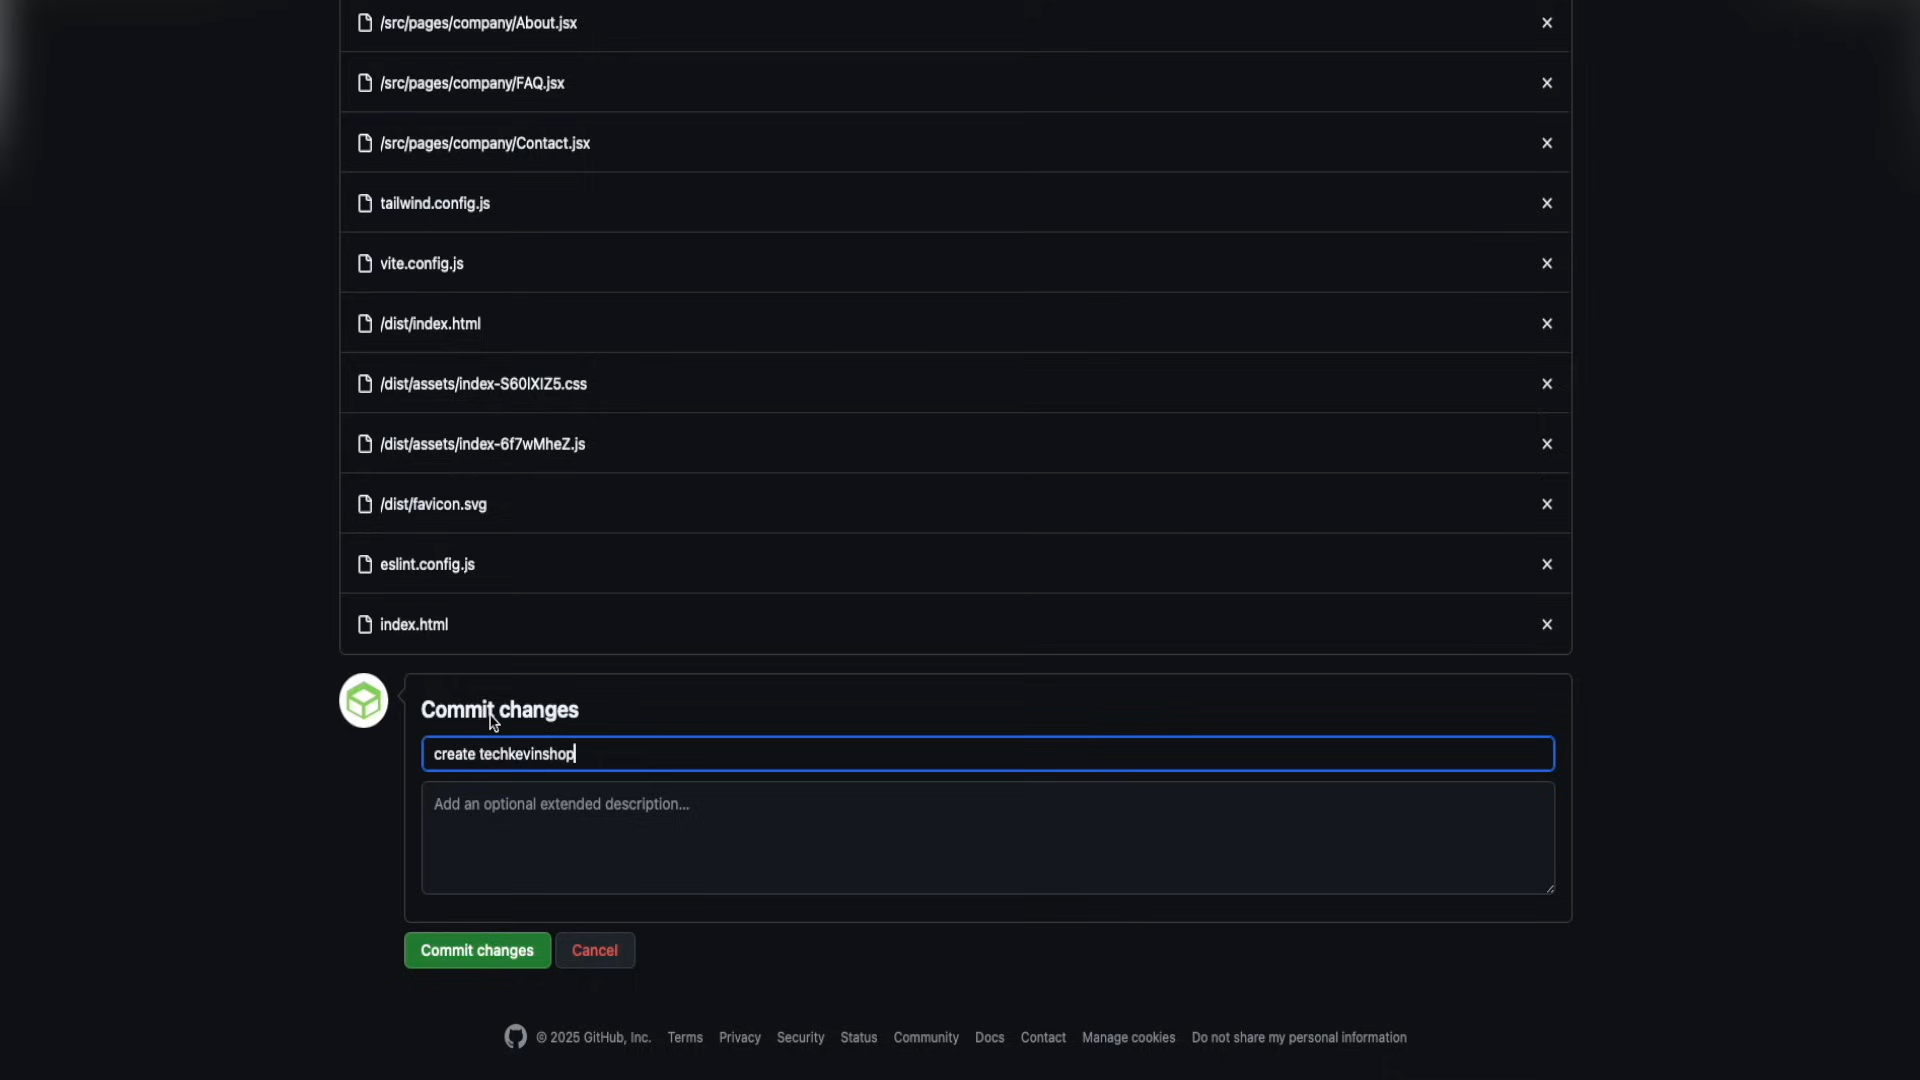 /src/pages/company/About.jsx
/src/pages/company/FAQ.jsx
/src/pages/company/Contact.jsx
tailwind.config.js
vite.config.js
/dist/index.html
/dist/assets/index-S60lXIZ5.css
/dist/assets/index-6f7wMheZ.js
/dist/favicon.svg
eslint.config.js
index.html
Commit changes
create techkevinshop
Add an optional extended description...
Commit changes Cancel
© 2025 GitHub, Inc. Terms Privacy Security Status Community Docs Contact Manage cookies Do not share my personal information